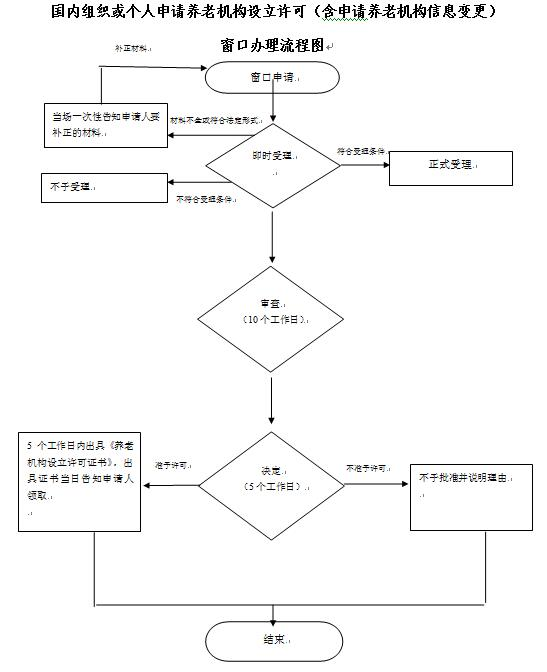 国内组织或个人申请养老机构设立许可（含申请养老机构信息变更）
窗口办理流程图
补正材料
窗口申请
当场一次性告知申请人要
补正的材料
材料不全或符合法定形式
即时受理
符合受理条件
正式受理
不予受理
不符合受理条件
审查
（10个工作日）
5个工作日内出具《养老
机构设立许可证书》，出
具证书当日告知申请人
领取
准予许可
决定
（5个工作日）
不准予许可
不予批准并说明理由
结束